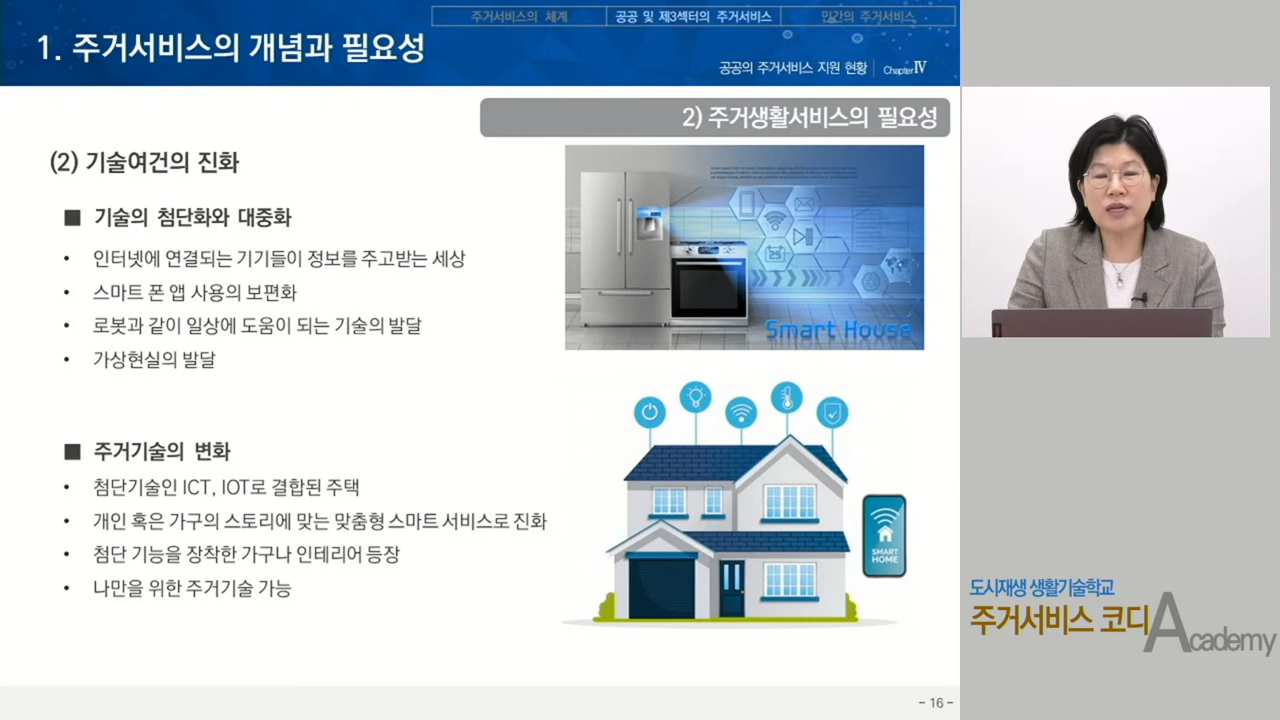 주거서비스의 체계
공공 및 제3섹터의 주거서비스
민간의 주거서비스
1. 주거서비스의 개념과 필요성
공공의 주거서비스 지원 현황
Chapter Ⅳ
2) 주거생활서비스의 필요성
(2) 기술여건의 진화
■ 기술의 첨단화와 대중화
• 인터넷에 연결되는 기기들이 정보를 주고받는 세상
• 스마트 폰 앱 사용의 보편화
• 로봇과 같이 일상에 도움이 되는 기술의 발달
• 가상현실의 발달
Smart House
■ 주거기술의 변화
• 첨단기술인 ICT, IOT로 결합된 주택
• 개인 혹은 가구의 스토리에 맞는 맞춤형 스마트 서비스로 진화
• 첨단 기능을 장착한 가구나 인테리어 등장
• 나만을 위한 주거기술 가능
SMART
HOME
도시재생 생활기술학교
주거서비스 코디 Academy
- 16 -